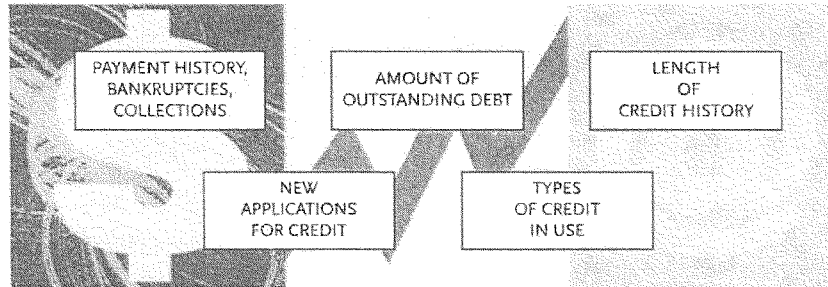 PAYMENT HISTORY,
BANKRUPTCIES,
COLLECTIONS
AMOUNT OF
OUTSTANDING DEBT
LENGTH
OF
CREDIT HISTORY
NEW
APPLICATIONS
FOR CREDIT
TYPES
OF CREDIT
IN USE